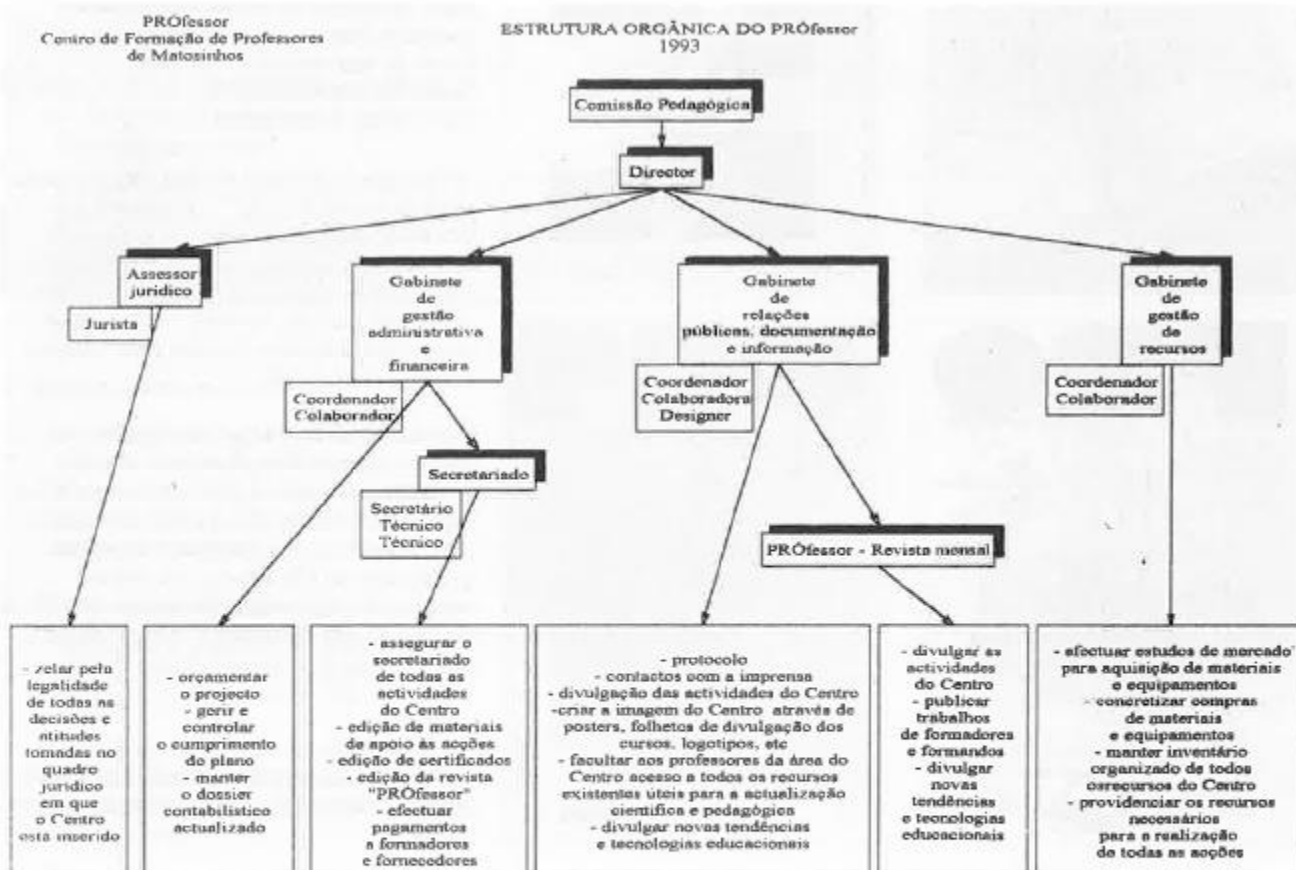 PRÓfessor
Centro de Formação de Professores
de Matosinhos
ESTRUTURA ORGÂNICA DO PRÓfessor
1993
Comissão Pedagógica
Director
Assessor
jurídico
Jurista
Gabinete
de
gestão
administrativa
e
financeira
Coordenador
Colaborador
Secretariado
Secretário
Técnico
Técnico
Gabinete
de
relações
públicas, documentação
e informação
Coordenador
Colaboradora
Designer
PRÓfessor - Revista mensal
Gabinete
de
gestão
de
recursos
Coordenador
Colaborador
- zelar pela
legalidade
de todas as
decisões e
atitudes
tomadas no
quadro
jurídico
em que
o Centro
está inserido
- orçamentar
o projecto
- gerir e
controlar
o cumprimento
do plano
- manter
o dossier
contabilístico
actualizado
- assegurar o
secretariado
de todas as
actividades
do Centro
- edição de materiais
de apoio às acções
- edição de certificados
- edição da revista
"PRÓfessor"
- efectuar
pagamentos
a formadores
e fornecedores
- protocolo
- contactos com a imprensa
- divulgação das actividades do Centro
-criar a imagem do Centro através de
posters, folhetos de divulgação dos
cursos, logotipos, etc
- facultar aos professores da área do
Centro acesso a todos os recursos
existentes úteis para a actualização
científica e pedagógica
- divulgar novas tendências
e tecnologias educacionais
- divulgar as
actividades
do Centro
- publicar
trabalhos
de formadores
e formandos
- divulgar
novas
tendências
e tecnologias
educacionais
- efectuar estudos de mercado
para aquisição de materiais
e equipamentos
- concretizar compras
de materiais
e equipamentos
- manter inventário
organizado de todos
osrecursos do Centro
- providenciar os recursos
necessários
para a realização
de todas as acções